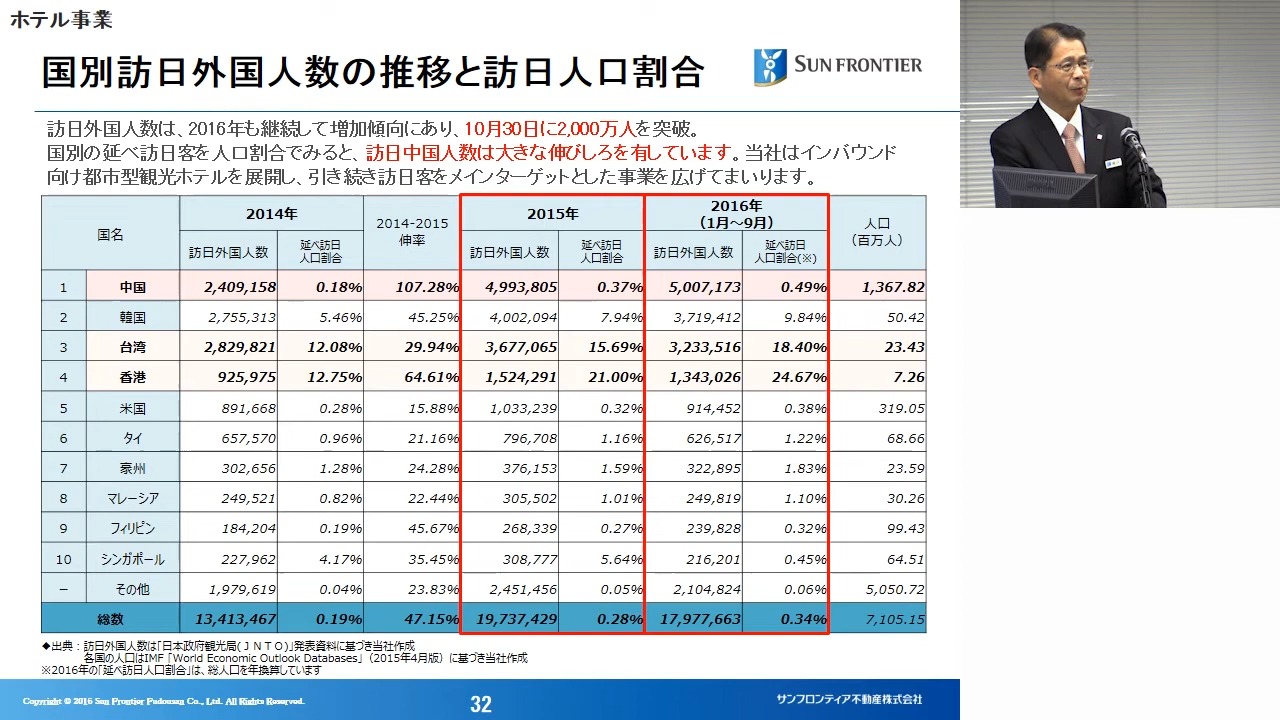 ホテル事業
国別訪日外国人数の推移と訪日人口割合
SUN FRONTIER
訪日外国人数は、2016年も継続して増加傾向にあり、10月30日に2,000万人を突破。
国別の延べ訪日客を人口割合でみると、訪日中国人数は大きな伸びしろを有しています。当社はインバウンド
向け都市型観光ホテルを展開し、引き続き訪日客をメインターゲットとした事業を広げてまいります。
国名 2014年 2014-2015 伸率 2015年 2016年 (1月～9月) 人口 (百万人)
訪日外国人数 延べ訪日 人口割合 訪日外国人数 延べ訪日 人口割合 訪日外国人数 延べ訪日 人口割合(※)
1 中国 2,409,158 0.18% 107.28% 4,993,805 0.37% 5,007,173 0.49% 1,367.82
2 韓国 2,755,313 5.46% 45.25% 4,002,094 7.94% 3,719,412 9.84% 50.42
3 台湾 2,829,821 12.08% 29.94% 3,677,065 15.69% 3,233,516 18.40% 23.43
4 香港 925,975 12.75% 64.61% 1,524,291 21.00% 1,343,026 24.67% 7.26
5 米国 891,668 0.28% 15.88% 1,033,239 0.32% 914,452 0.38% 319.05
6 タイ 657,570 0.96% 21.16% 796,708 1.16% 626,517 1.22% 68.66
7 豪州 302,656 1.28% 24.28% 376,153 1.59% 322,895 1.83% 23.59
8 マレーシア 249,521 0.82% 22.44% 305,502 1.01% 249,819 1.10% 30.26
9 フィリピン 184,204 0.19% 45.67% 268,339 0.27% 239,828 0.32% 99.43
10 シンガポール 227,962 4.17% 35.45% 308,777 5.64% 216,201 0.45% 64.51
－ その他 1,979,619 0.04% 23.83% 2,451,456 0.05% 2,104,824 0.06% 5,050.72
総数 13,413,467 0.19% 47.15% 19,737,429 0.28% 17,977,663 0.34% 7,105.15
◆出典：訪日外国人数は「日本政府観光局(ＪＮＴＯ)」発表資料に基づき当社作成
各国の人口はIMF「World Economic Outlook Databases」（2015年4月版）に基づき当社作成
※2016年の「延べ訪日人口割合」は、総人口を年換算しています
Copyright © 2016 Sun Frontier Fudousan Co., Ltd. All Rights Reserved.
32
サンフロンティア不動産株式会社